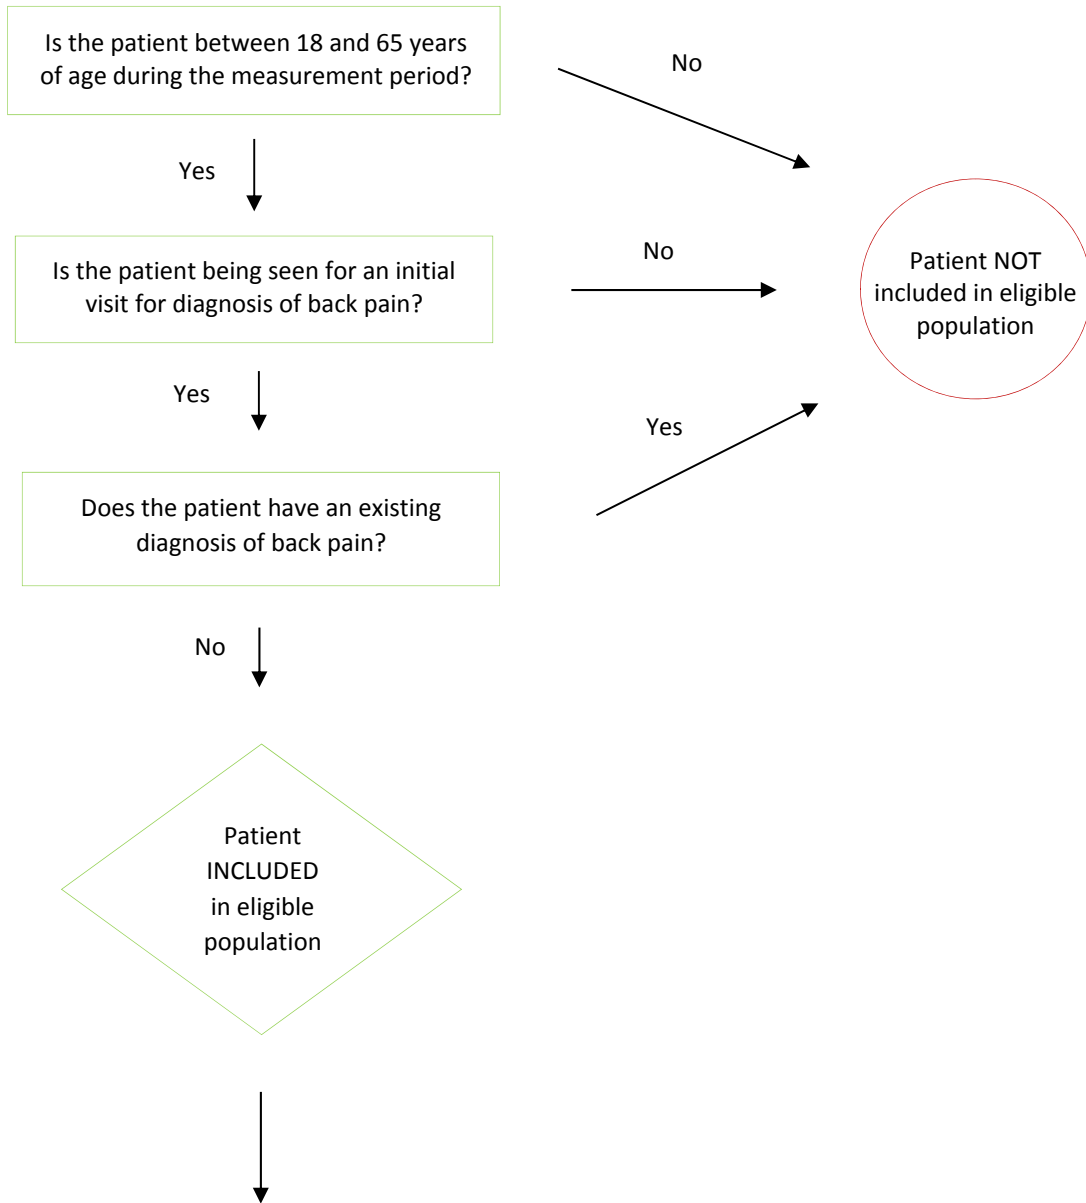 Is the patient between 18 and 65 years
of age during the measurement period?
No
Yes
Is the patient being seen for an initial
visit for diagnosis of back pain?
No
Patient NOT
included in eligible
population
Yes
Yes
Does the patient have an existing
diagnosis of back pain?
No
Patient
INCLUDED
in eligible
population